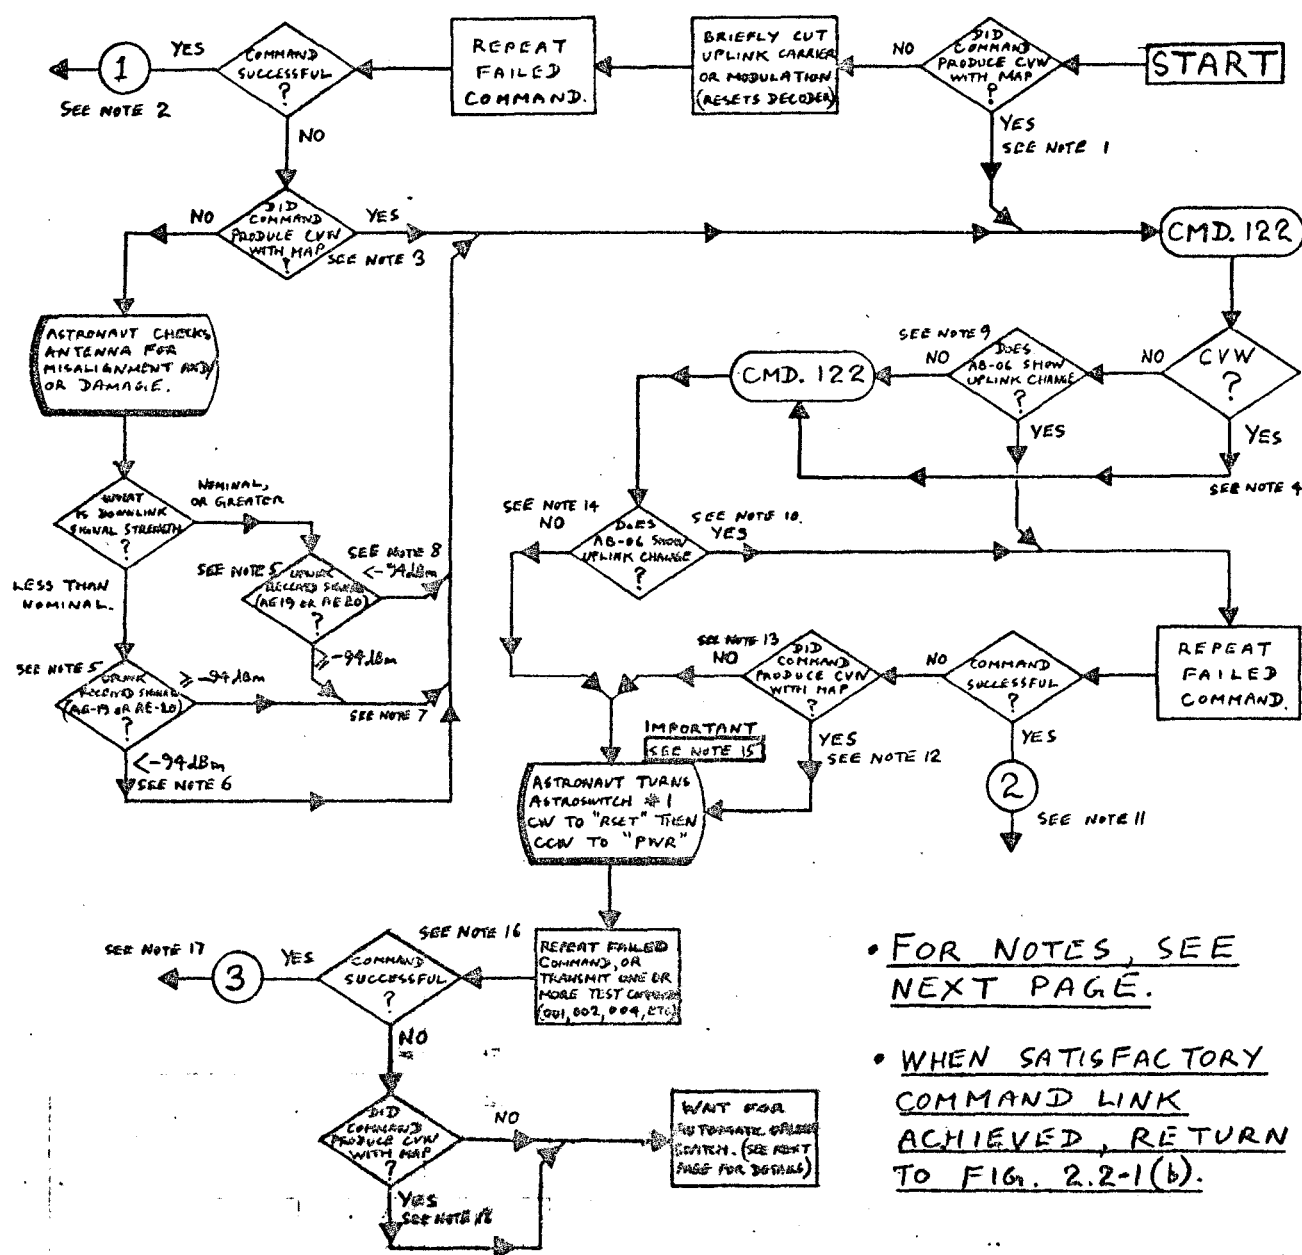 START
DID
COMMAND
PRODUCE CVW
WITH MAP
?
NO
YES
SEE NOTE 1
BRIEFLY CUT
UPLINK CARRIER
OR MODULATION
(RESETS DECODER)
REPEAT
FAILED
COMMAND.
COMMAND
SUCCESSFUL
?
YES
1
SEE NOTE 2
NO
DID
COMMAND
PRODUCE CVW
WITH MAP
?
NO
YES
SEE NOTE 3
CMD. 122
ASTRONAUT CHECKS
ANTENNA FOR
MISALIGNMENT AND/
OR DAMAGE.
CVW
?
NO
YES
SEE NOTE 4
SEE NOTE 9
DOES
AB-06 SHOW
UPLINK CHANGE
?
NO
YES
CMD. 122
WHAT
IS DOWNLINK
SIGNAL STRENGTH
?
NOMINAL,
OR GREATER
LESS THAN
NOMINAL.
SEE NOTE 5
UPLINK
RECEIVED SIGNAL
(AE19 OR AE20)
?
SEE NOTE 8
<-94dBm
≥-94dBm
SEE NOTE 5
UPLINK
RECEIVED SIGNAL
(AE-19 OR AE-20)
?
≥-94dBm
SEE NOTE 7
<-94dBm
SEE NOTE 6
SEE NOTE 14
NO
DOES
AB-06 SHOW
UPLINK CHANGE
?
SEE NOTE 10.
YES
REPEAT
FAILED
COMMAND.
COMMAND
SUCCESSFUL
?
NO
YES
2
SEE NOTE 11
SEE NOTE 13
NO
DID
COMMAND
PRODUCE CVW
WITH MAP
?
YES
SEE NOTE 12
IMPORTANT
SEE NOTE 15
ASTRONAUT TURNS
ASTROSWITCH #1
CW TO "RSET" THEN
CCW TO "PWR"
REPEAT FAILED
COMMAND, OR
TRANSMIT ONE OR
MORE TEST
(001, 002, 004, ETC)
SEE NOTE 16
COMMAND
SUCCESSFUL
?
YES
3
SEE NOTE 17
NO
DID
COMMAND
PRODUCE CVW
WITH MAP
?
NO
YES
SEE NOTE 18
WAIT FOR
AUTOMATIC UPLINK
SWITCH. (SEE NEXT
PAGE FOR DETAILS)
• FOR NOTES, SEE
NEXT PAGE.
• WHEN SATISFACTORY
COMMAND LINK
ACHIEVED, RETURN
TO FIG. 2.2-1(b).